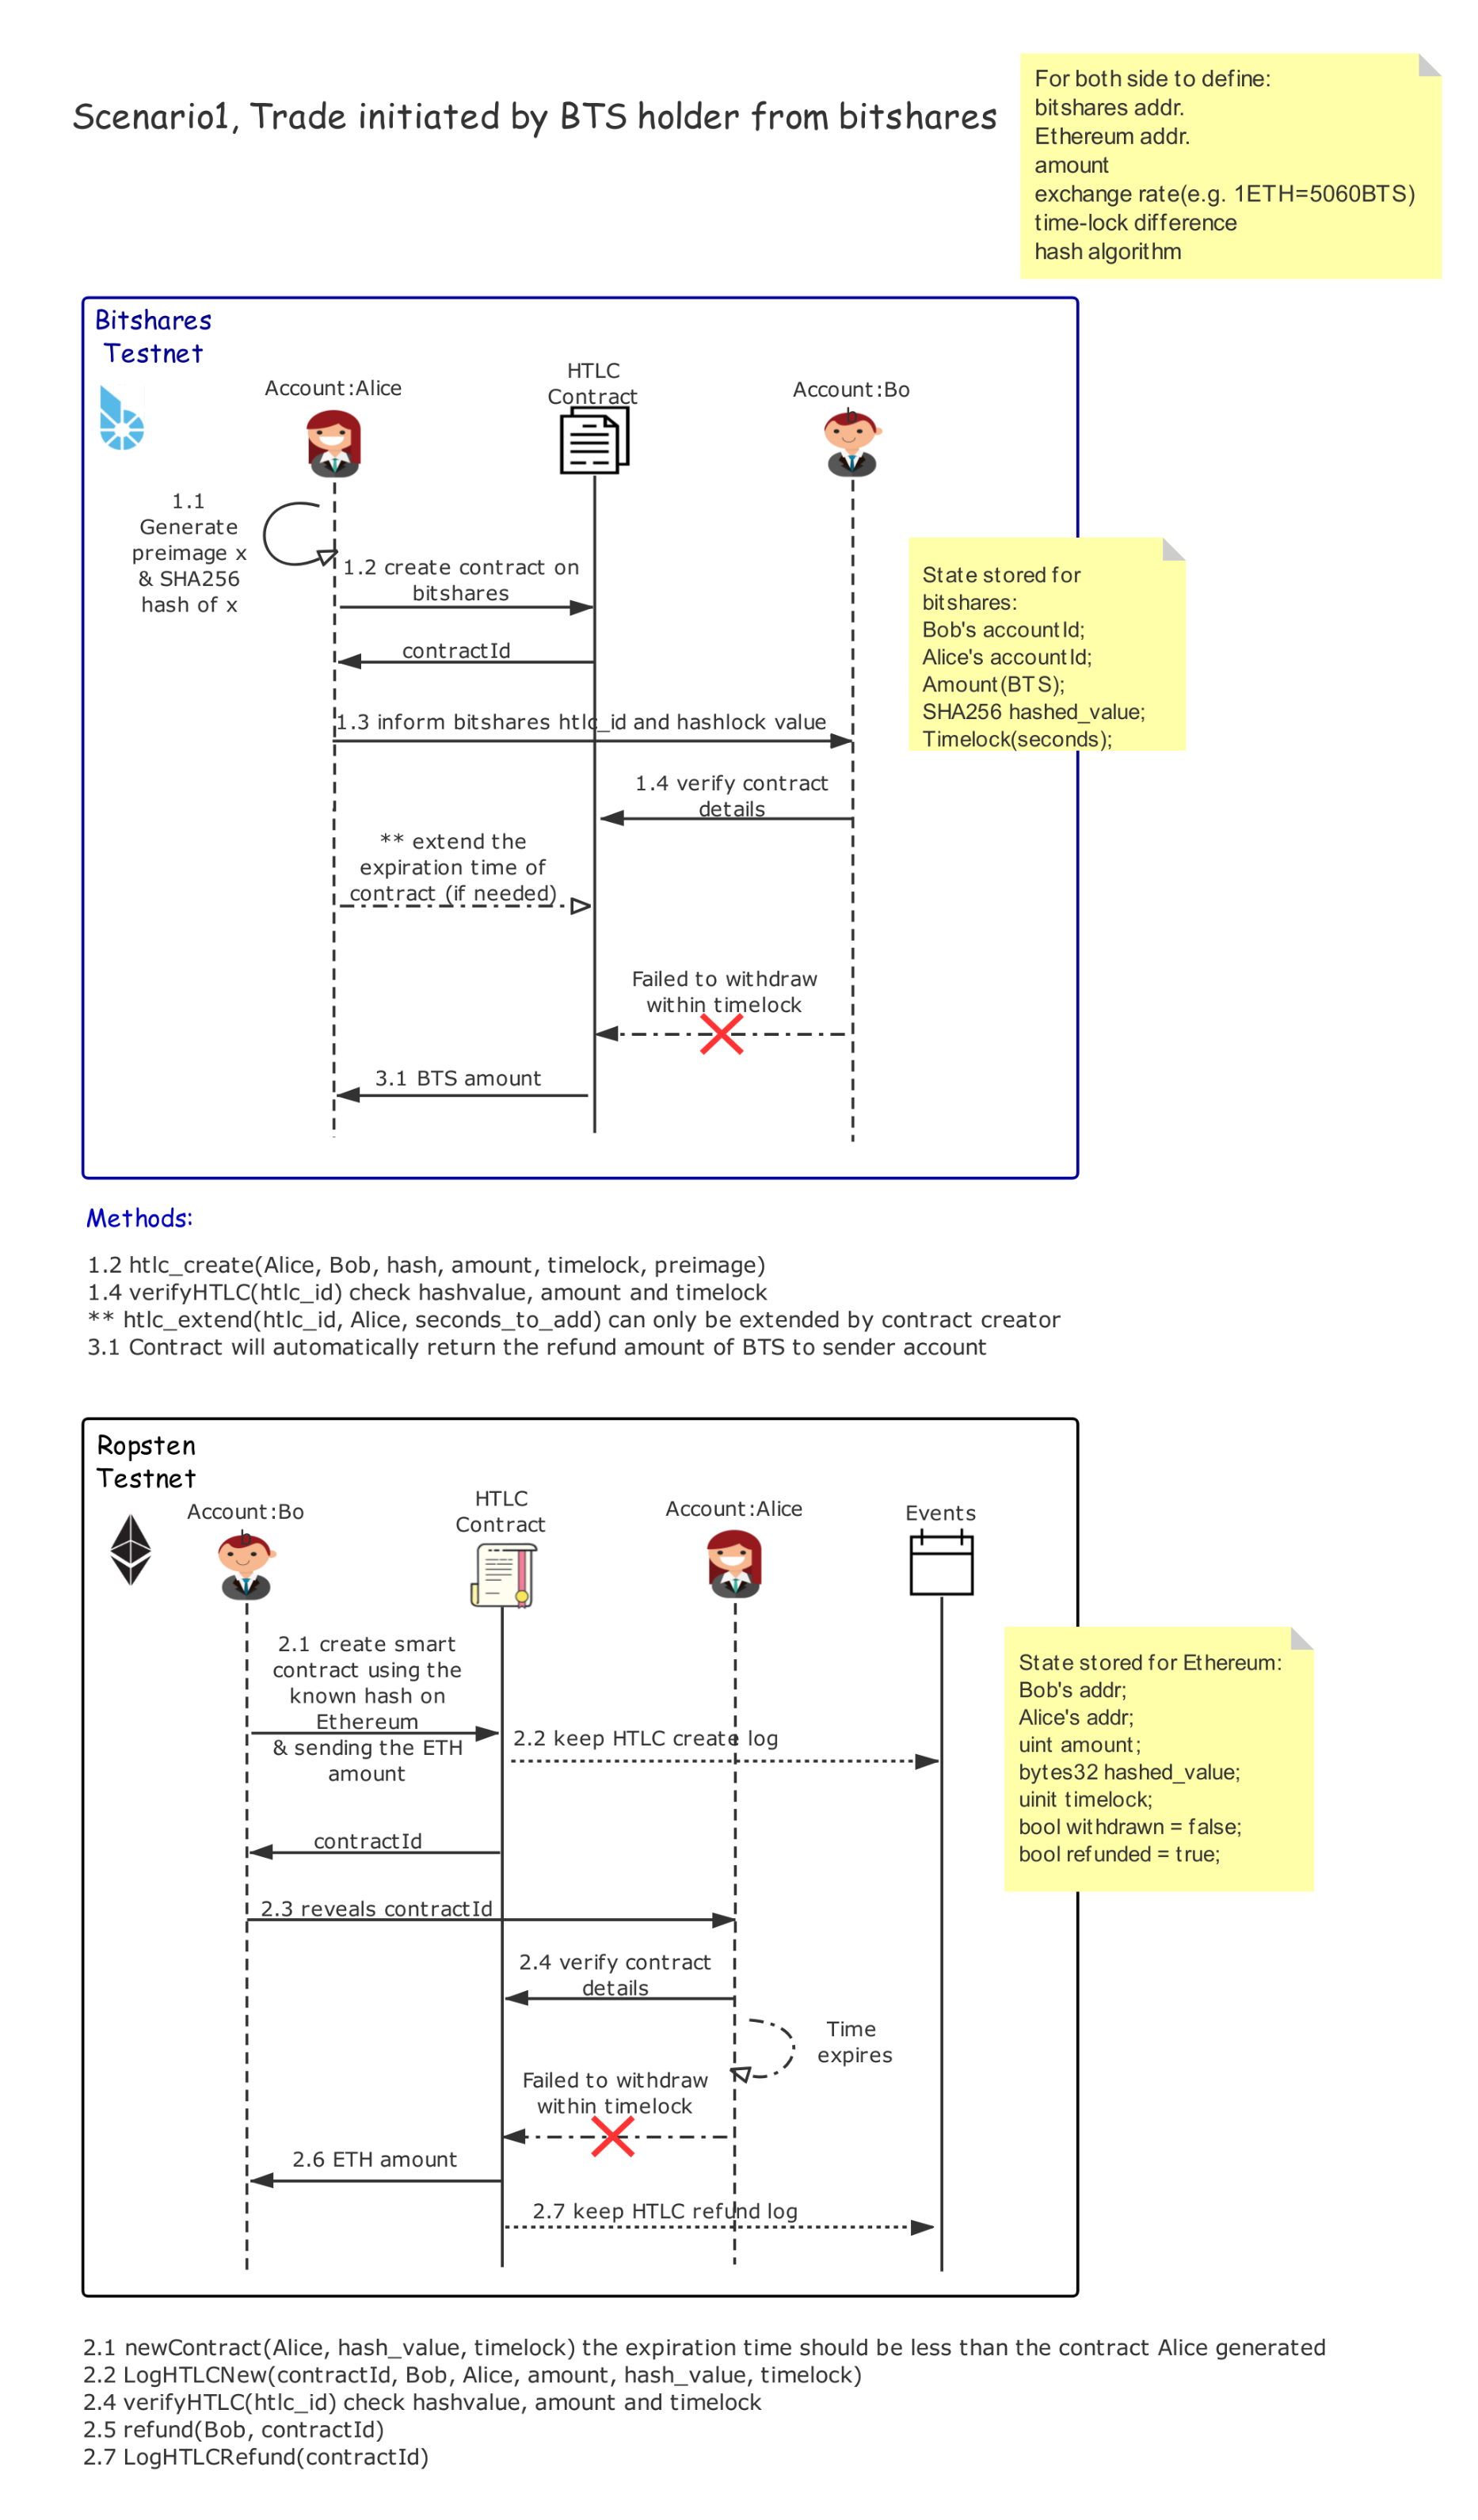 Scenario1, Trade initiated by BTS holder from bitshares
For both side to define:
bitshares addr.
Ethereum addr.
amount
exchange rate(e.g. 1ETH=5060BTS)
time-lock difference
hash algorithm
Bitshares
Testnet
Account:Alice
HTLC
Contract
Account:Bo
b
1.1
Generate
preimage x
& SHA256
hash of x
1.2 create contract on
bitshares
contractId
State stored for
bitshares:
Bob's accountId;
Alice's accountId;
Amount(BTS);
SHA256 hashed_value;
Timelock(seconds);
1.3 inform bitshares htlc_id and hashlock value
1.4 verify contract
details
** extend the
expiration time of
contract (if needed)
Failed to withdraw
within timelock
3.1 BTS amount
Methods:
1.2 htlc_create(Alice, Bob, hash, amount, timelock, preimage)
1.4 verifyHTLC(htlc_id) check hashvalue, amount and timelock
** htlc_extend(htlc_id, Alice, seconds_to_add) can only be extended by contract creator
3.1 Contract will automatically return the refund amount of BTS to sender account
Ropsten
Testnet
Account:Bo
b
HTLC
Contract
Account:Alice
Events
2.1 create smart
contract using the
known hash on
Ethereum
& sending the ETH
amount
2.2 keep HTLC create log
State stored for Ethereum:
Bob's addr;
Alice's addr;
uint amount;
bytes32 hashed_value;
uinit timelock;
bool withdrawn = false;
bool refunded = true;
contractId
2.3 reveals contractId
2.4 verify contract
details
Time
expires
Failed to withdraw
within timelock
2.6 ETH amount
2.7 keep HTLC refund log
2.1 newContract(Alice, hash_value, timelock) the expiration time should be less than the contract Alice generated
2.2 LogHTLCNew(contractId, Bob, Alice, amount, hash_value, timelock)
2.4 verifyHTLC(htlc_id) check hashvalue, amount and timelock
2.5 refund(Bob, contractId)
2.7 LogHTLCRefund(contractId)